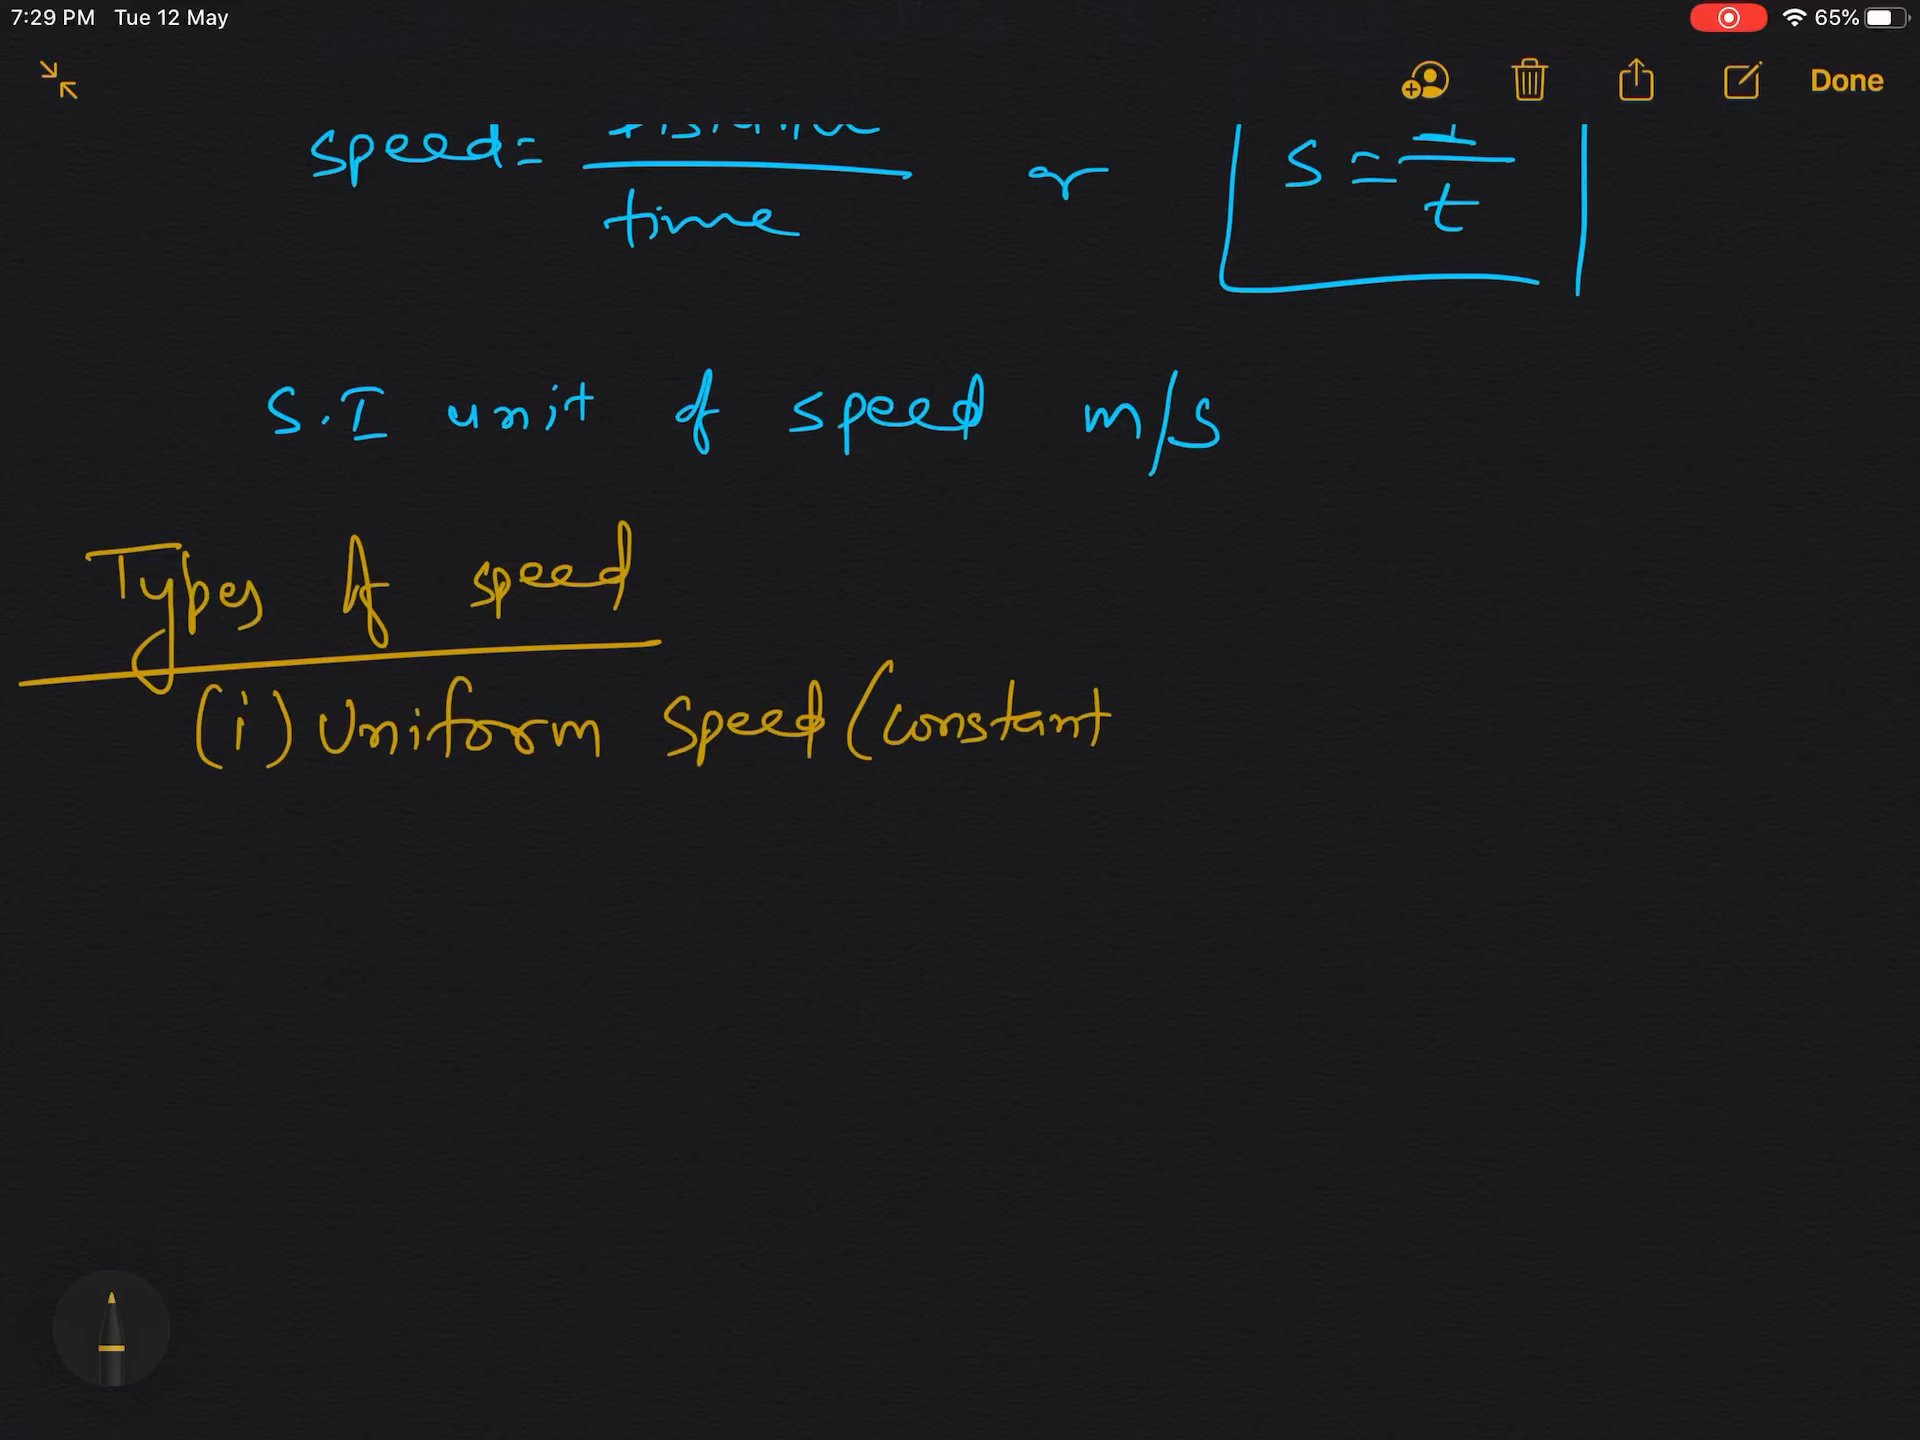 7:29 PM Tue 12 May 65%
Done
speed =
time or s = t
S.I unit of speed m/s
Types of speed
(i) Uniform speed (constant